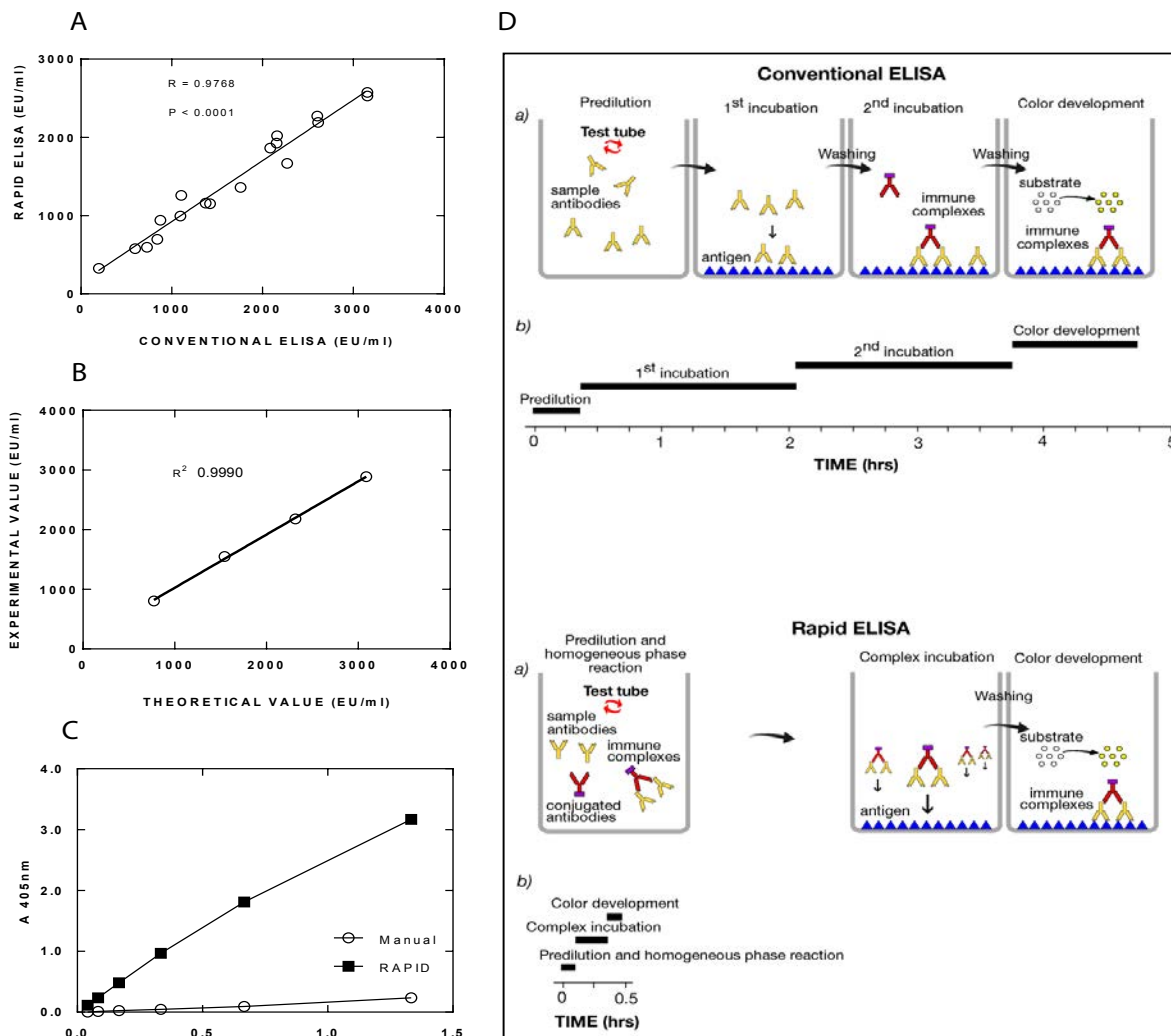 A
RAPID ELISA (EU/ml)
R = 0.9768
P < 0.0001
3000
2000
1000
0
0 1000 2000 3000 4000
CONVENTIONAL ELISA (EU/ml)
B
EXPERIMENTAL VALUE (EU/ml)
R² 0.9990
4000
3000
2000
1000
0
0 1000 2000 3000 4000
THEORETICAL VALUE (EU/ml)
C
A 405nm
4.0
3.0
2.0
1.0
0.0
Manual
RAPID
0.0 0.5 1.0 1.5
D
Conventional ELISA
a)
Predilution
1st incubation
2nd incubation
Color development
Test tube
sample
antibodies
Washing
antigen
immune
complexes
Washing
substrate
immune
complexes
b)
Predilution
1st incubation
2nd incubation
Color development
0 1 2 3 4 5
TIME (hrs)
Rapid ELISA
a)
Predilution and
homogeneous phase
reaction
Complex incubation
Color development
Test tube
sample
antibodies
immune
complexes
conjugated
antibodies
antigen
Washing
substrate
immune
complexes
b)
Color development
Complex incubation
Predilution and homogeneous phase reaction
0 0.5
TIME (hrs)